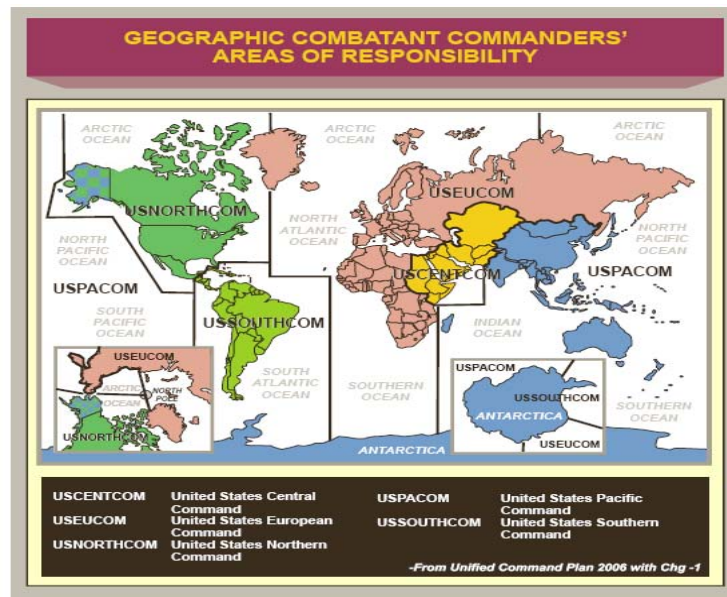 GEOGRAPHIC COMBATANT COMMANDERS'
AREAS OF RESPONSIBILITY
ARCTIC
OCEAN
ARCTIC
OCEAN
ARCTIC
OCEAN
USNORTHCOM
USEUCOM
NORTH
ATLANTIC
OCEAN
NORTH
PACIFIC
OCEAN
NORTH
PACIFIC
OCEAN
USPACOM
USCENTCOM
USPACOM
SOUTH
PACIFIC
OCEAN
USSOUTHCOM
INDIAN
OCEAN
SOUTH
ATLANTIC
OCEAN
SOUTHERN
OCEAN
SOUTHERN
OCEAN
USEUCOM
ARCTIC
OCEAN
NORTH
POLE
USNORTHCOM
USPACOM
USSOUTHCOM
ANTARCTICA
USEUCOM
ANTARCTICA
USCENTCOM United States Central
Command
USEUCOM United States European
Command
USNORTHCOM United States Northern
Command
USPACOM United States Pacific
Command
USSOUTHCOM United States Southern
Command
-From Unified Command Plan 2006 with Chg -1